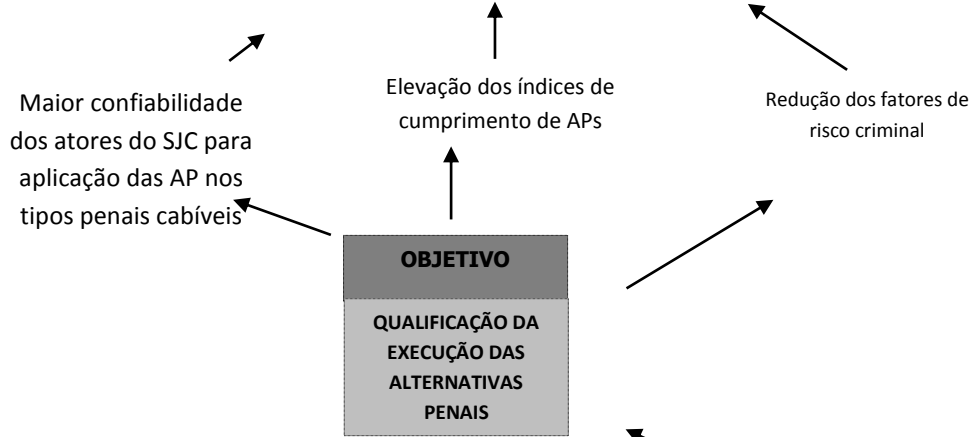 Maior confiabilidade
dos atores do SJC para
aplicação das AP nos
tipos penais cabíveis
Elevação dos índices de
cumprimento de APs
Redução dos fatores de
risco criminal
OBJETIVO
QUALIFICAÇÃO DA
EXECUÇÃO DAS
ALTERNATIVAS
PENAIS